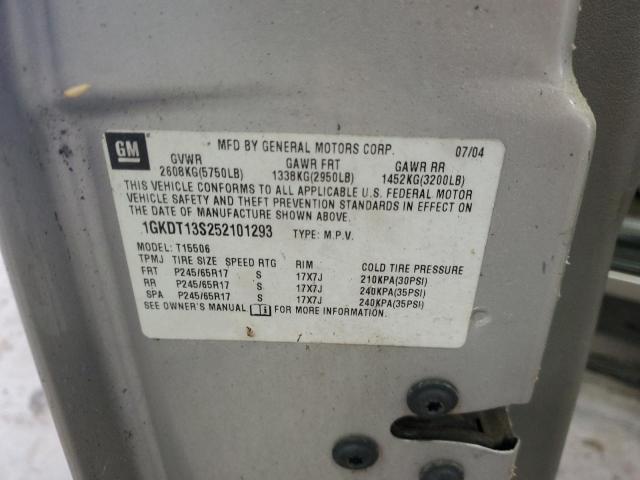 GM MFD BY GENERAL MOTORS CORP. 07/04
GVWR GAWR FRT GAWR RR
2608KG(5750LB) 1338KG(2950LB) 1452KG(3200LB)
THIS VEHICLE CONFORMS TO ALL APPLICABLE U.S. FEDERAL MOTOR
VEHICLE SAFETY AND THEFT PREVENTION STANDARDS IN EFFECT ON
DATE OF MANUFACTURE SHOWN ABOVE.
1GKDT13S252101293 TYPE: M.P.V.
MODEL: T15506
TPMJ TIRE SIZE SPEED RTG RIM COLD TIRE PRESSURE
FRT P245/65R17 S 17X7J 210KPA(30PSI)
RR P245/65R17 S 17X7J 240KPA(35PSI)
SPA P245/65R17 S 17X7J 240KPA(35PSI)
SEE OWNER'S MANUAL FOR MORE INFORMATION.